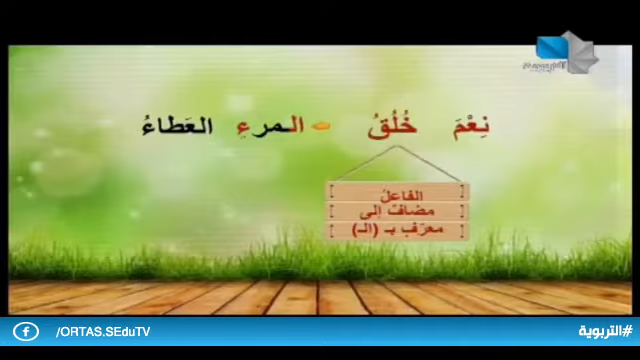 نِعْمَ خُلُقُ المرءِ العَطاءُ
الفاعلُ
مضافٌ إلى
معرّفٍ بـ (الـ)
/ORTAS.SEduTV
#التربوية